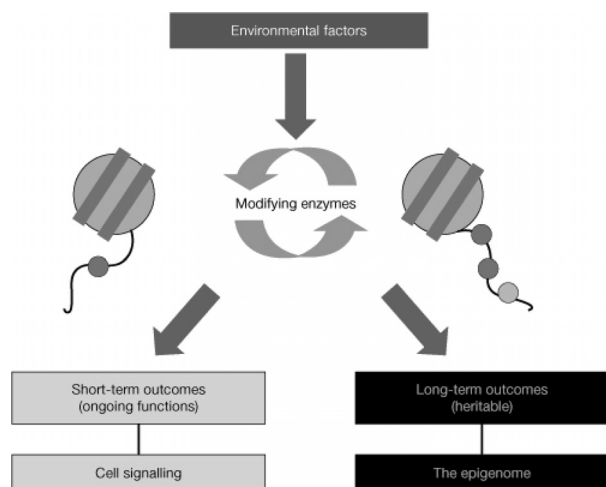 Environmental factors
Modifying enzymes
Short-term outcomes
(ongoing functions)
Long-term outcomes
(heritable)
Cell signalling
The epigenome